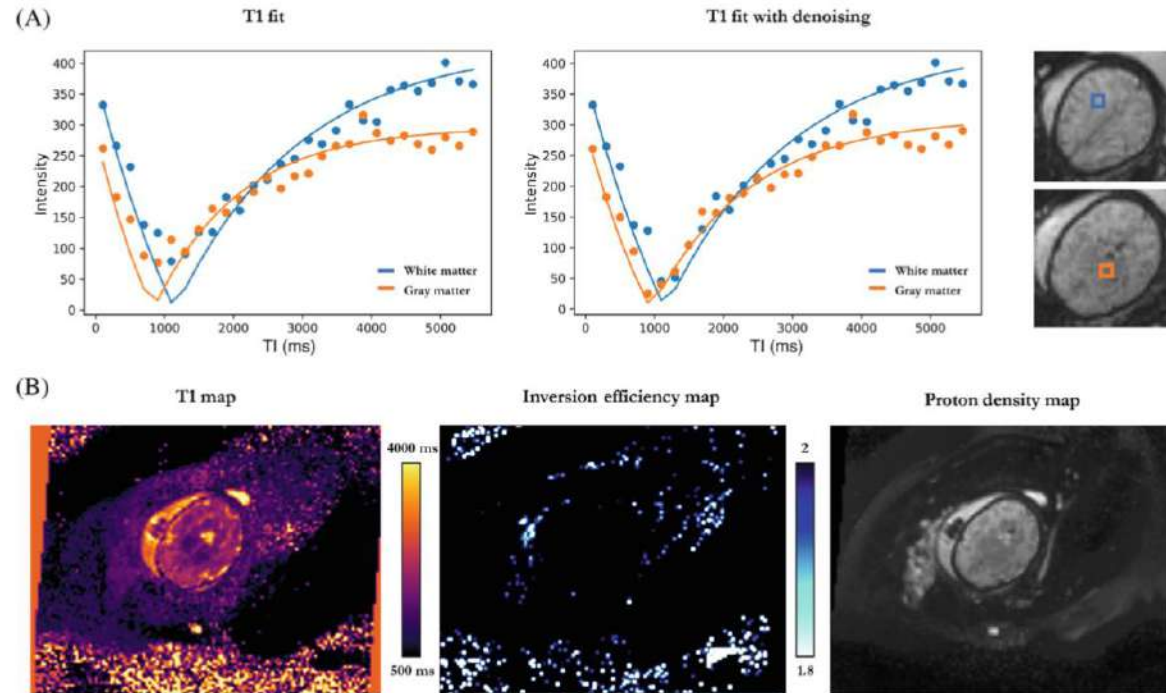 (A)
T1 fit
T1 fit with denoising
400
350
300
250
200
150
100
50
0
Intensity
0
1000
2000
3000
4000
5000
TI (ms)
White matter
Gray matter
400
350
300
250
200
150
100
50
0
Intensity
0
1000
2000
3000
4000
5000
TI (ms)
White matter
Gray matter
(B)
T1 map
Inversion efficiency map
Proton density map
4000 ms
500 ms
2
1.8